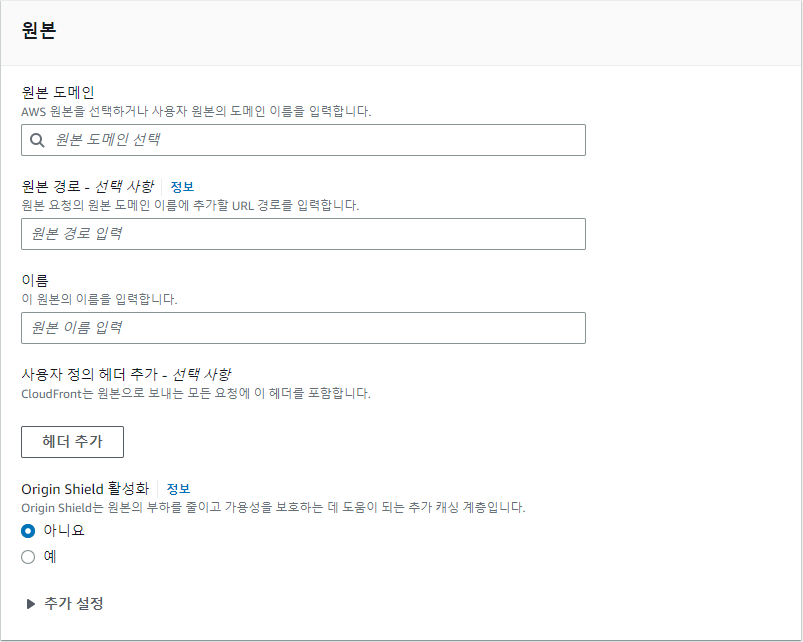 원본
원본 도메인
AWS 원본을 선택하거나 사용자 원본의 도메인 이름을 입력합니다.
원본 도메인 선택
원본 경로 - 선택 사항 정보
원본 요청의 원본 도메인 이름에 추가할 URL 경로를 입력합니다.
원본 경로 입력
이름
이 원본의 이름을 입력합니다.
원본 이름 입력
사용자 정의 헤더 추가 - 선택 사항
CloudFront는 원본으로 보내는 모든 요청에 이 헤더를 포함합니다.
헤더 추가
Origin Shield 활성화 정보
Origin Shield는 원본의 부하를 줄이고 가용성을 보호하는 데 도움이 되는 추가 캐싱 계층입니다.
아니요
예
추가 설정